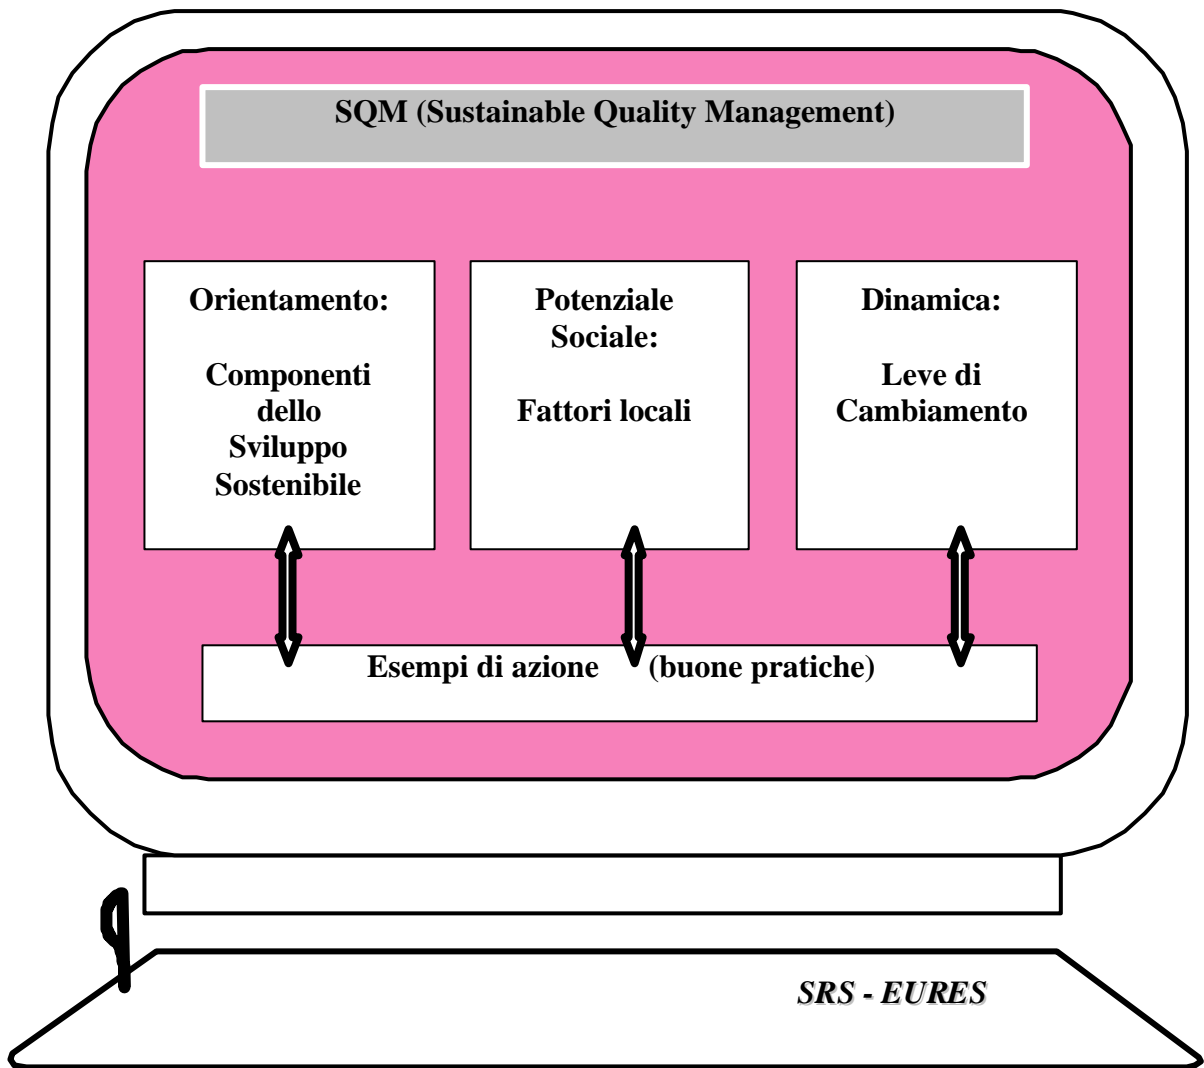 SQM (Sustainable Quality Management)
Orientamento:
Componenti
dello
Sviluppo
Sostenibile
Potenziale
Sociale:
Fattori locali
Dinamica:
Leve di
Cambiamento
Esempi di azione (buone pratiche)
SRS - EURES